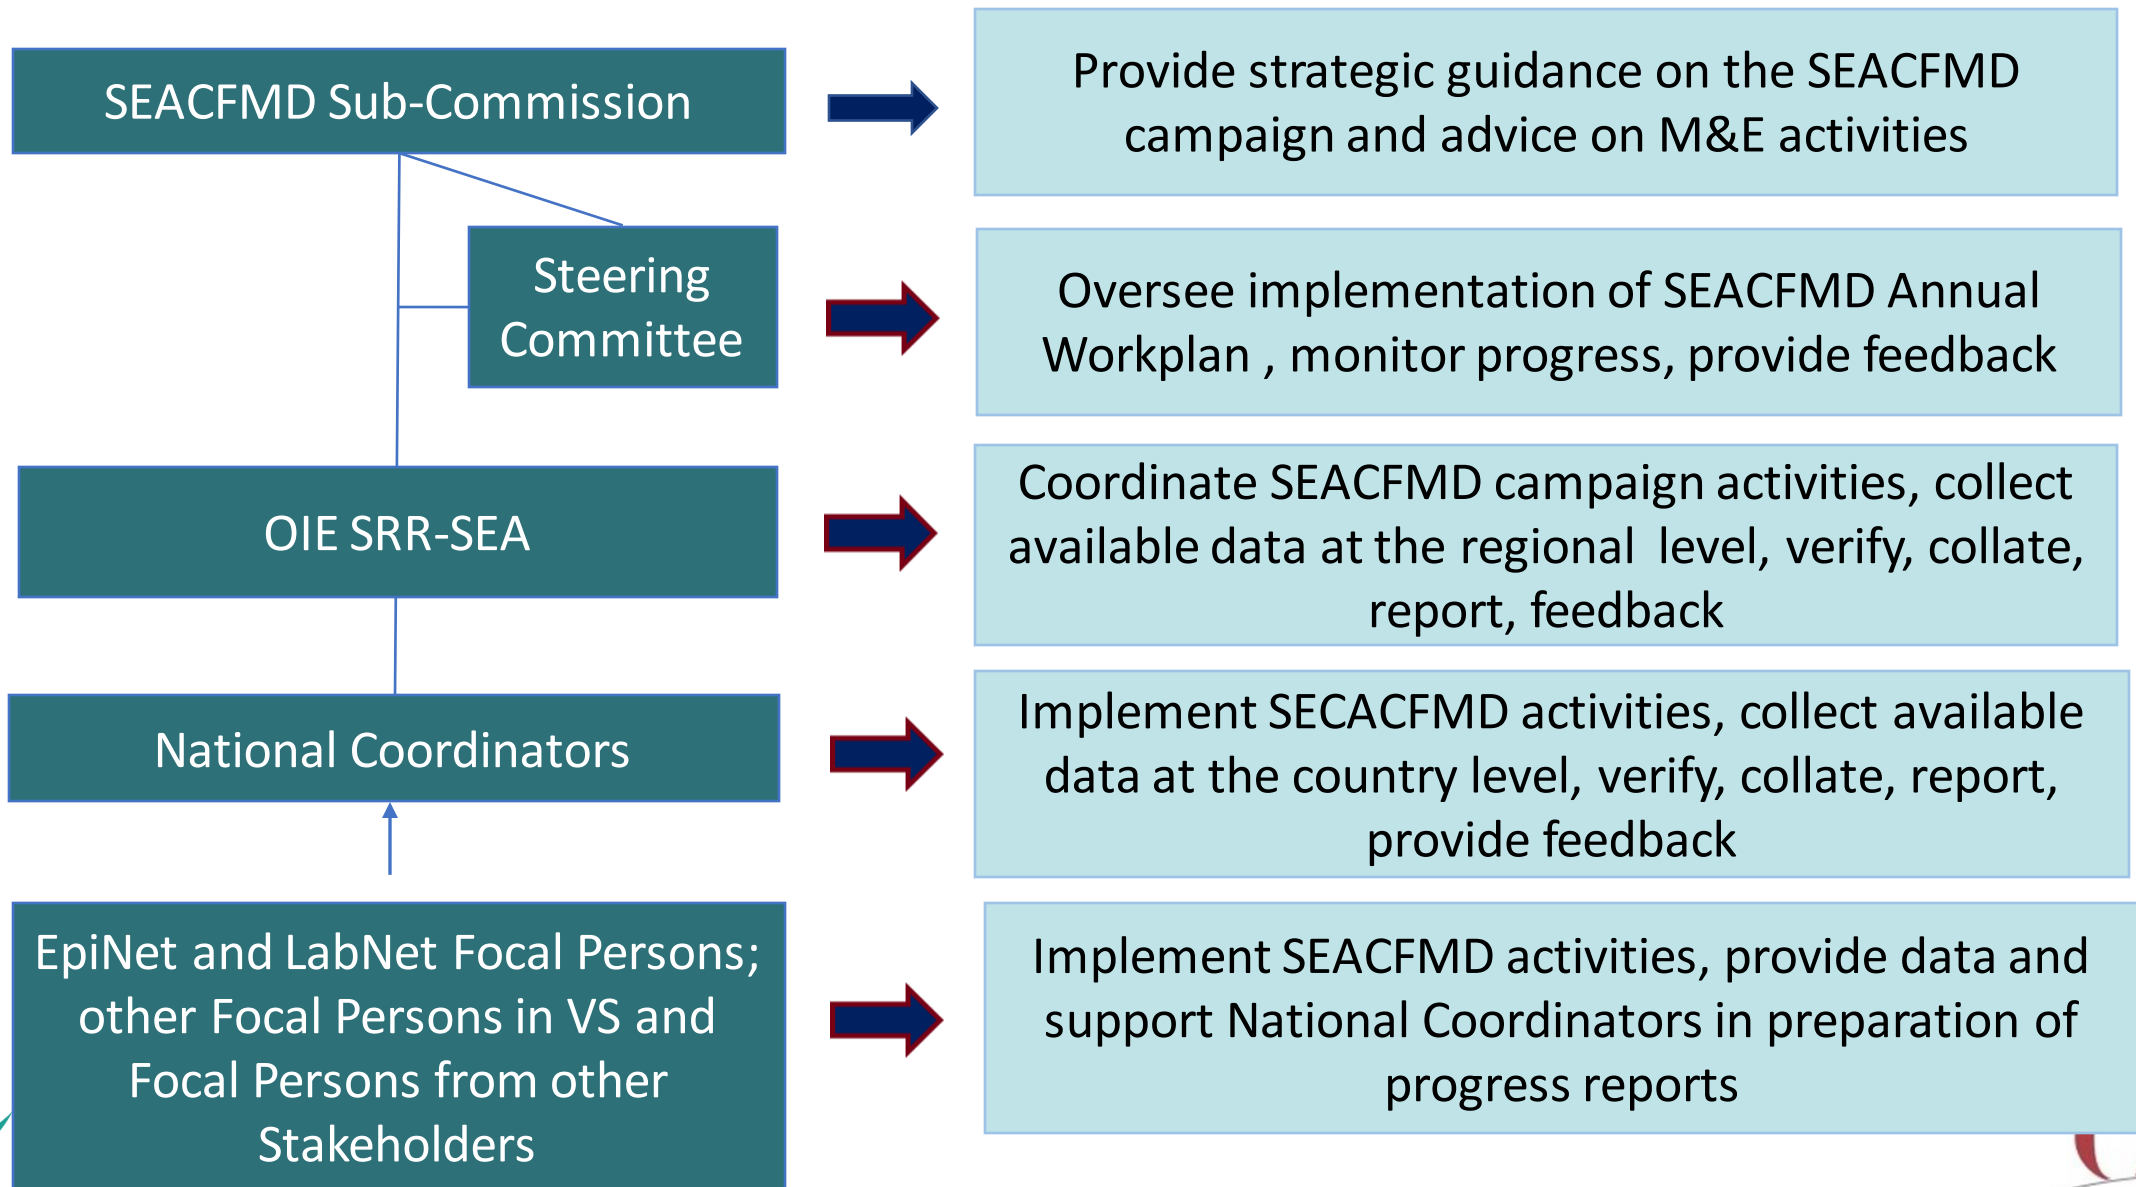 SEACFMD Sub-Commission
Provide strategic guidance on the SEACFMD
campaign and advice on M&E activities
Steering
Committee
Oversee implementation of SEACFMD Annual
Workplan , monitor progress, provide feedback
OIE SRR-SEA
Coordinate SEACFMD campaign activities, collect
available data at the regional level, verify, collate,
report, feedback
National Coordinators
Implement SECACFMD activities, collect available
data at the country level, verify, collate, report,
provide feedback
EpiNet and LabNet Focal Persons;
other Focal Persons in VS and
Focal Persons from other
Stakeholders
Implement SEACFMD activities, provide data and
support National Coordinators in preparation of
progress reports